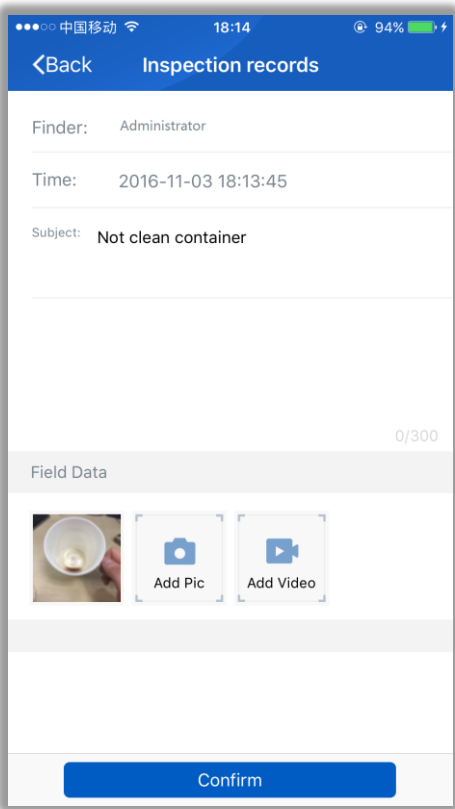 中国移动 18:14 94%
Back Inspection records
Finder: Administrator
Time: 2016-11-03 18:13:45
Subject: Not clean container
0/300
Field Data
Add Pic Add Video
Confirm